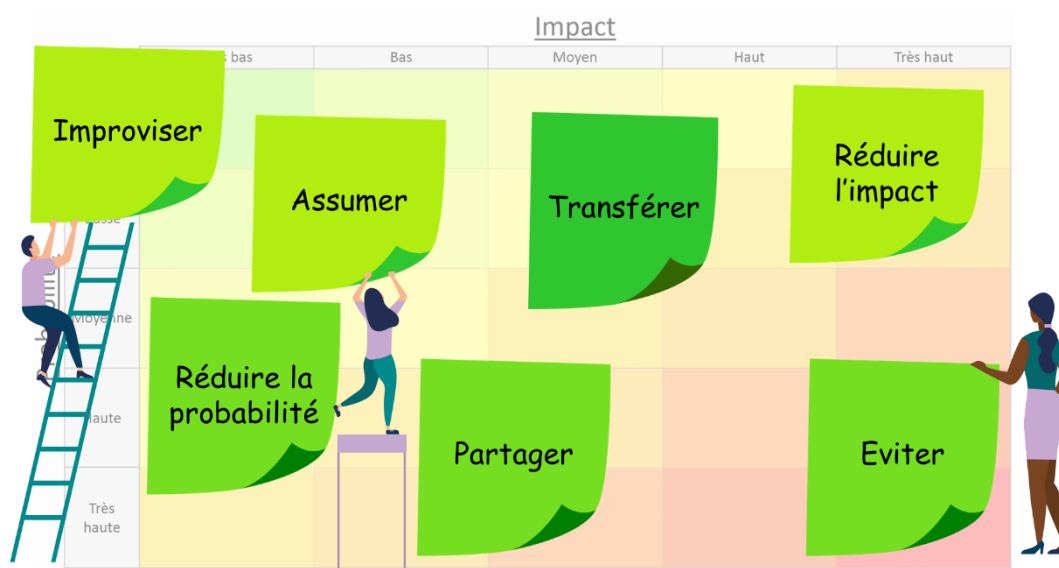 Impact
bas
Bas
Moyen
Haut
Très haut
Improviser
Assumer
Transférer
Réduire
l'impact
Moyenne
Réduire la
probabilité
Haute
Partager
Eviter
Très
haute